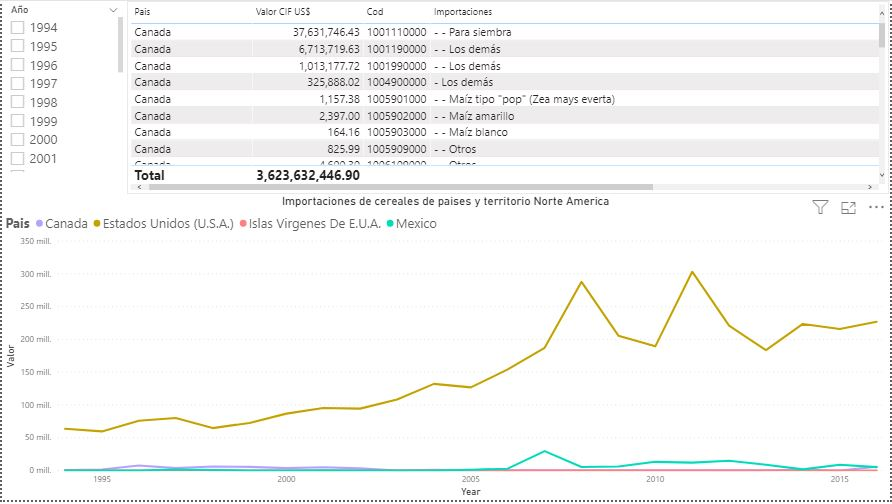 Año
1994
1995
1996
1997
1998
1999
2000
2001
Pais Valor CIF US$ Cod Importaciones
Canada 37,631,746.43 1001110000 - - Para siembra
Canada 6,713,719.63 1001190000 - - Los demás
Canada 1,013,177.72 1001990000 - - Los demás
Canada 325,888.02 1004900000 - Los demás
Canada 1,157.38 1005901000 - - Maíz tipo "pop" (Zea mays everta)
Canada 2,397.00 1005902000 - - Maíz amarillo
Canada 164.16 1005903000 - - Maíz blanco
Canada 825.99 1005909000 - - Otros
Total 3,623,632,446.90
Importaciones de cereales de paises y territorio Norte America
Pais Canada Estados Unidos (U.S.A.) Islas Virgenes De E.U.A. Mexico
350 mill.
300 mill.
250 mill.
200 mill.
150 mill.
100 mill.
50 mill.
0 mill.
Valor
1995 2000 2005 2010 2015
Year